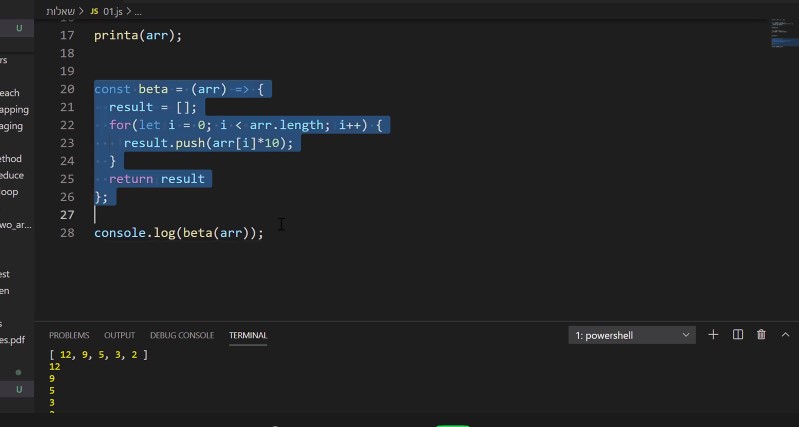 שאלות > JS 01.js > ...
U
rs
each
apping
aging
ethod
educe
loop
wo_ar...
est
en
s
es.pdf
U
17 printa(arr);
18
19
20 const beta = (arr) => {
21 result = [];
22 for(let i = 0; i < arr.length; i++) {
23 result.push(arr[i]*10);
24 }
25 return result
26 };
27
28 console.log(beta(arr));
PROBLEMS OUTPUT DEBUG CONSOLE TERMINAL 1: powershell
[ 12, 9, 5, 3, 2 ]
12
9
5
3